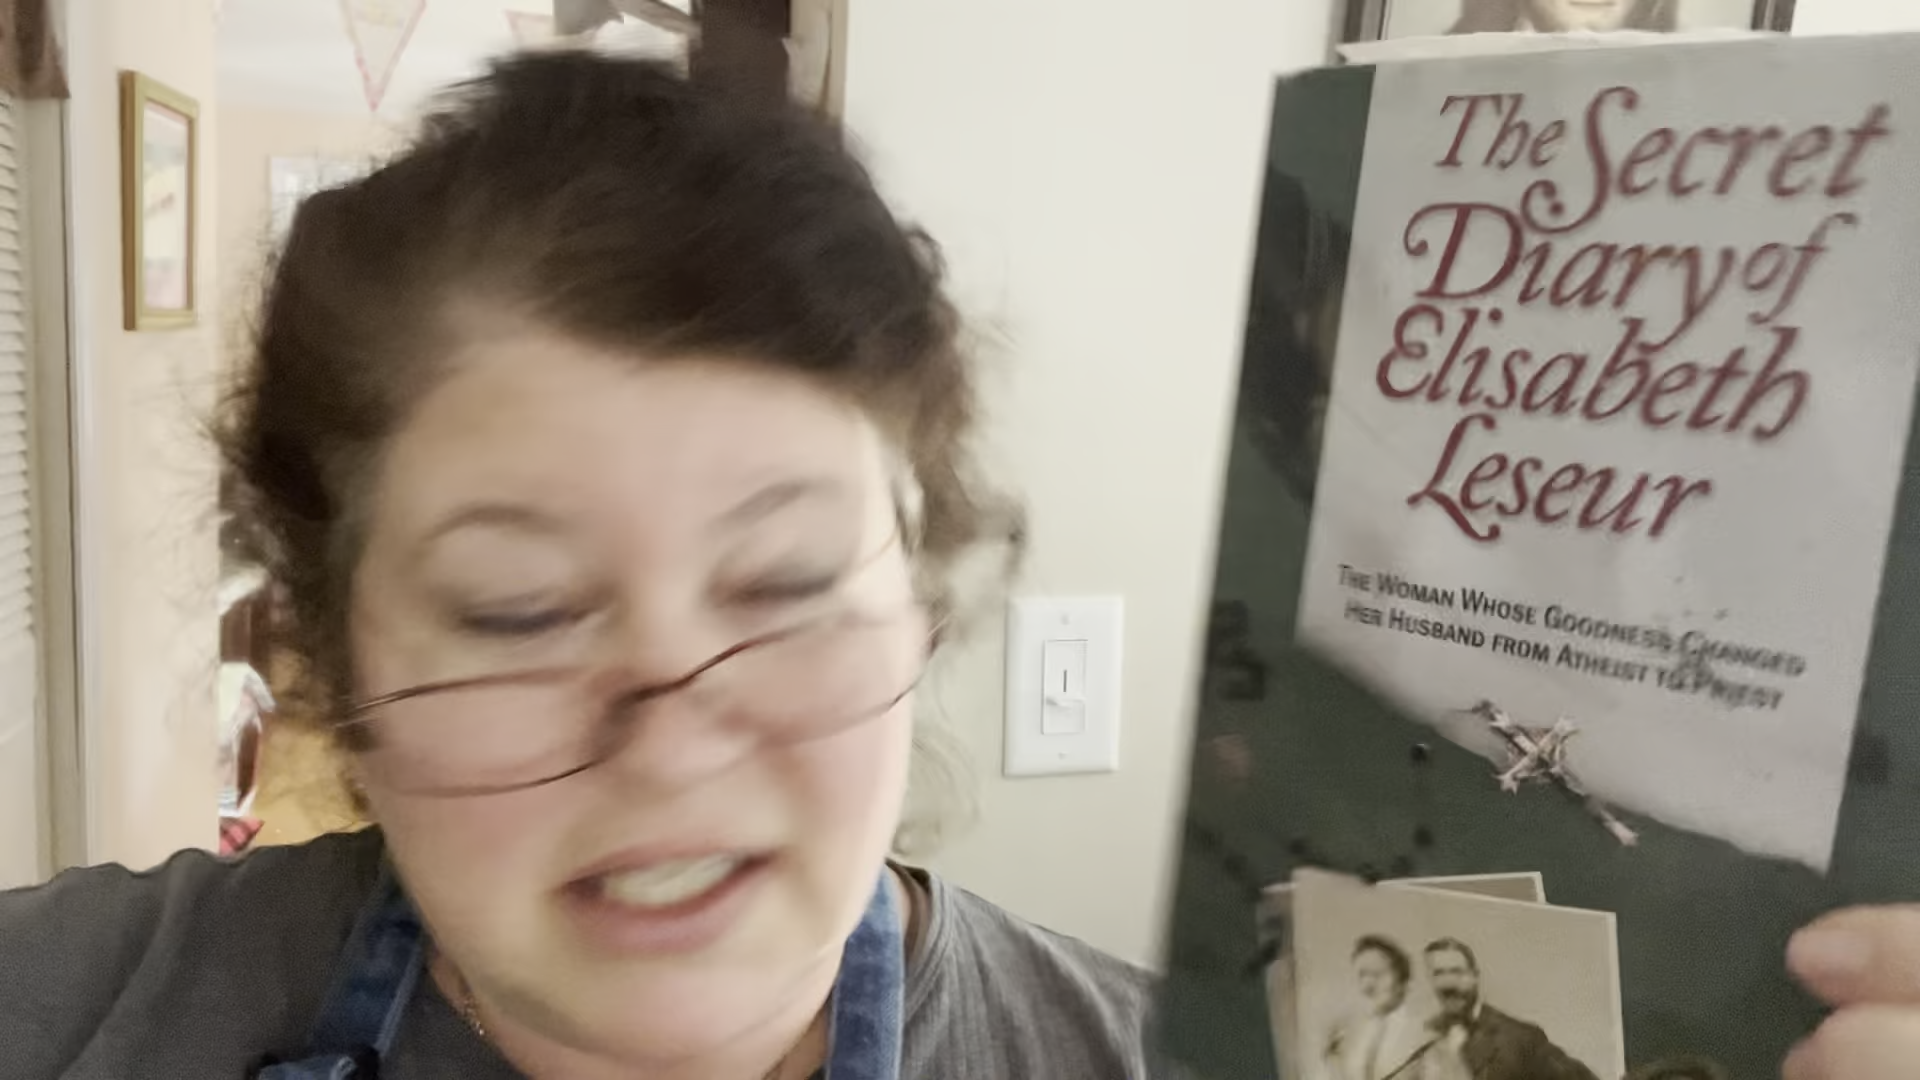 The Secret
Diary of
Elisabeth
Leseur
THE WOMAN WHOSE GOODNESS CHANGED
HER HUSBAND FROM ATHEIST TO PRIEST